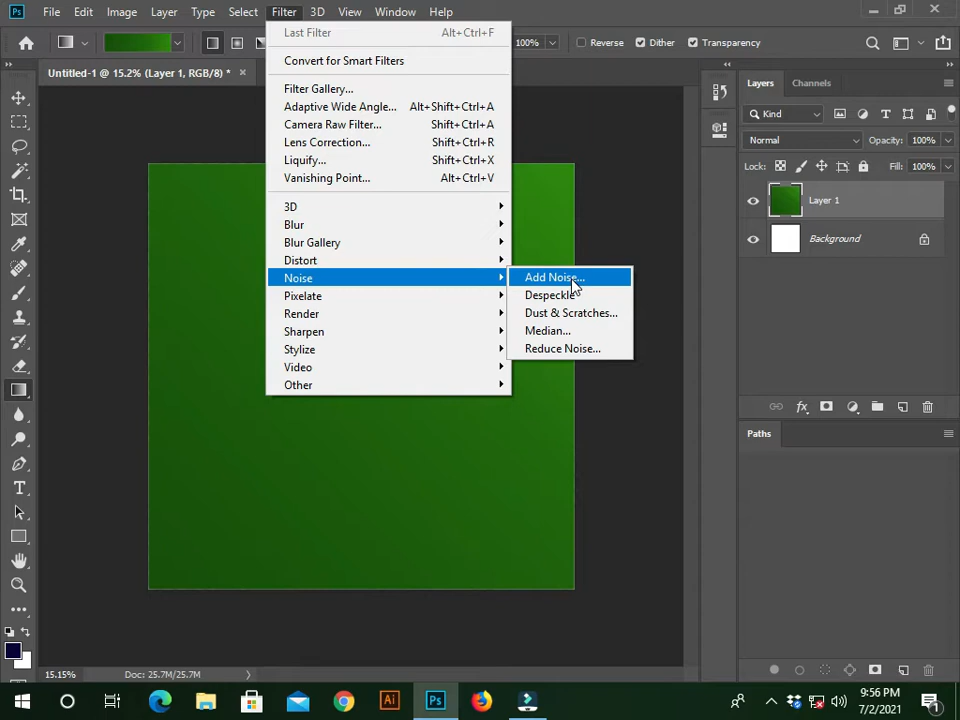 Ps File Edit Image Layer Type Select Filter 3D View Window Help
100% Reverse Dither Transparency
Untitled-1 @ 15.2% (Layer 1, RGB/8) *
Last Filter Alt+Ctrl+F
Convert for Smart Filters
Filter Gallery...
Adaptive Wide Angle... Alt+Shift+Ctrl+A
Camera Raw Filter... Shift+Ctrl+A
Lens Correction... Shift+Ctrl+R
Liquify... Shift+Ctrl+X
Vanishing Point... Alt+Ctrl+V
3D
Blur
Blur Gallery
Distort
Noise
Pixelate
Render
Sharpen
Stylize
Video
Other
Add Noise...
Despeckle
Dust & Scratches...
Median...
Reduce Noise...
Layers Channels
Kind
Normal Opacity: 100%
Lock: Fill: 100%
Layer 1
Background
Paths
15.15% Doc: 25.7M/25.7M
Ai Ps
9:56 PM
7/2/2021
1